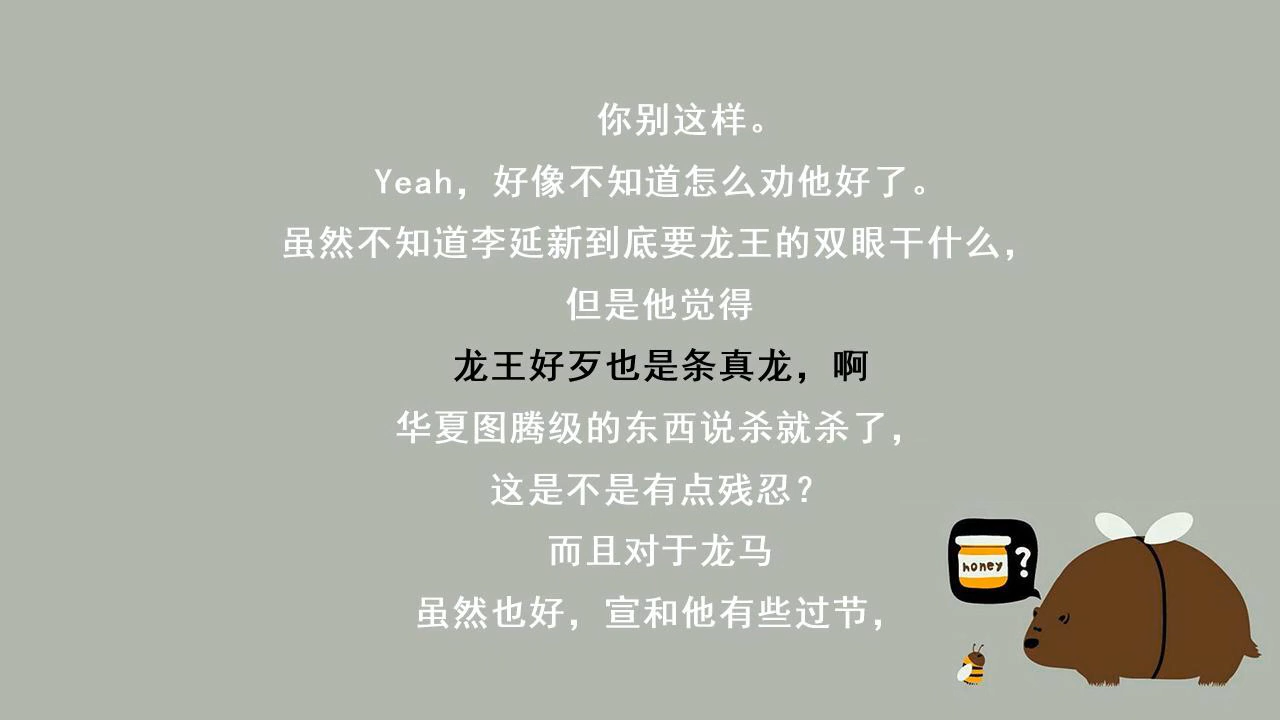 你别这样。
Yeah，好像不知道怎么劝他好了。
虽然不知道李延新到底要龙王的双眼干什么，
但是他觉得
龙王好歹也是条真龙，啊
华夏图腾级的东西说杀就杀了，
这是不是有点残忍？
而且对于龙马
虽然也好，宣和他有些过节，
honey
?